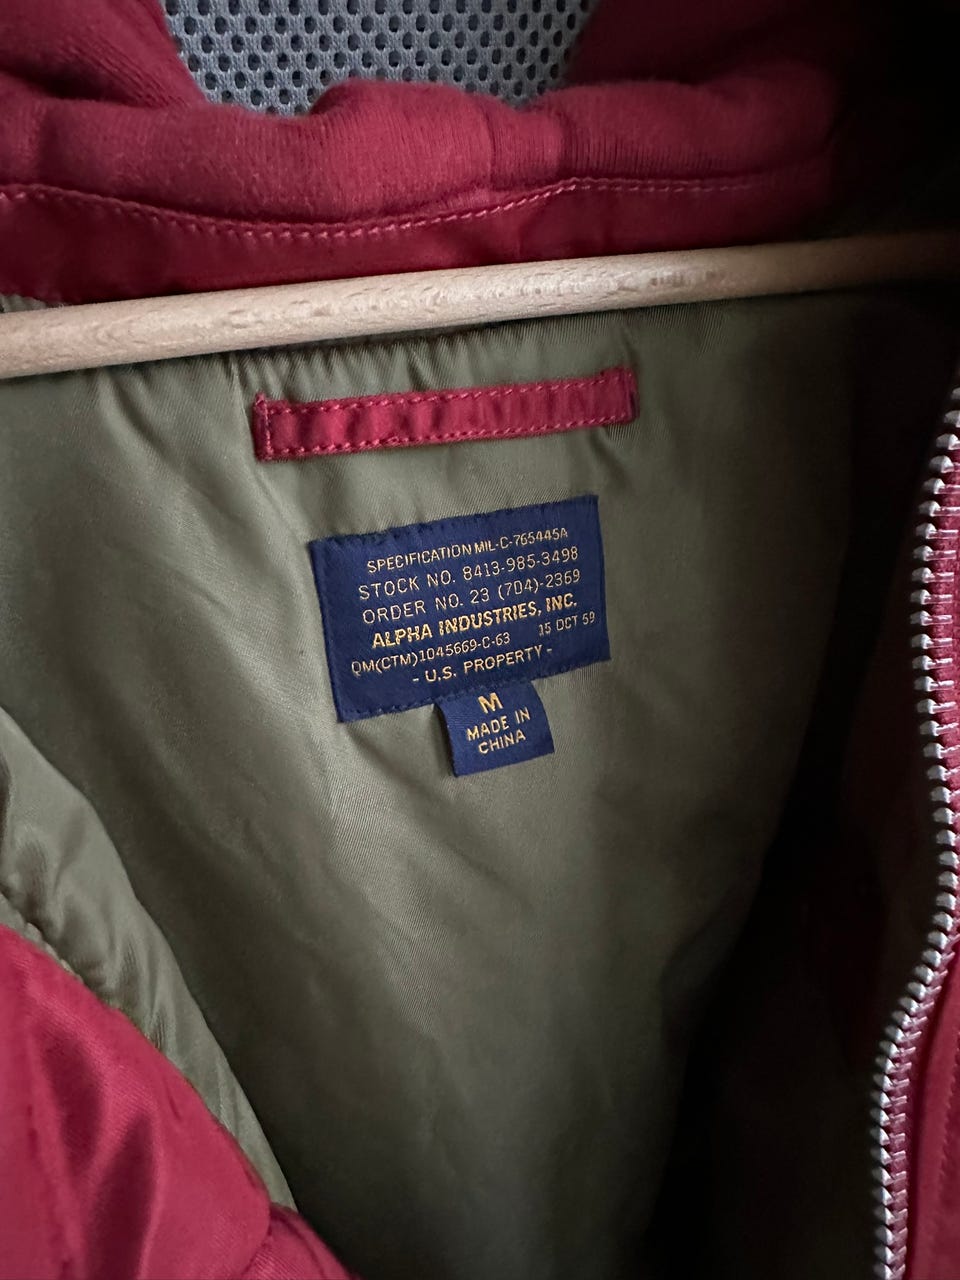 SPECIFICATION MIL-C-765445A
STOCK NO. 8413-985-3498
ORDER NO. 23 (7D4)-2369
ALPHA INDUSTRIES, INC.
QM(CTM)1045669-C-63 15 OCT 59
- U.S. PROPERTY -
M
MADE IN
CHINA